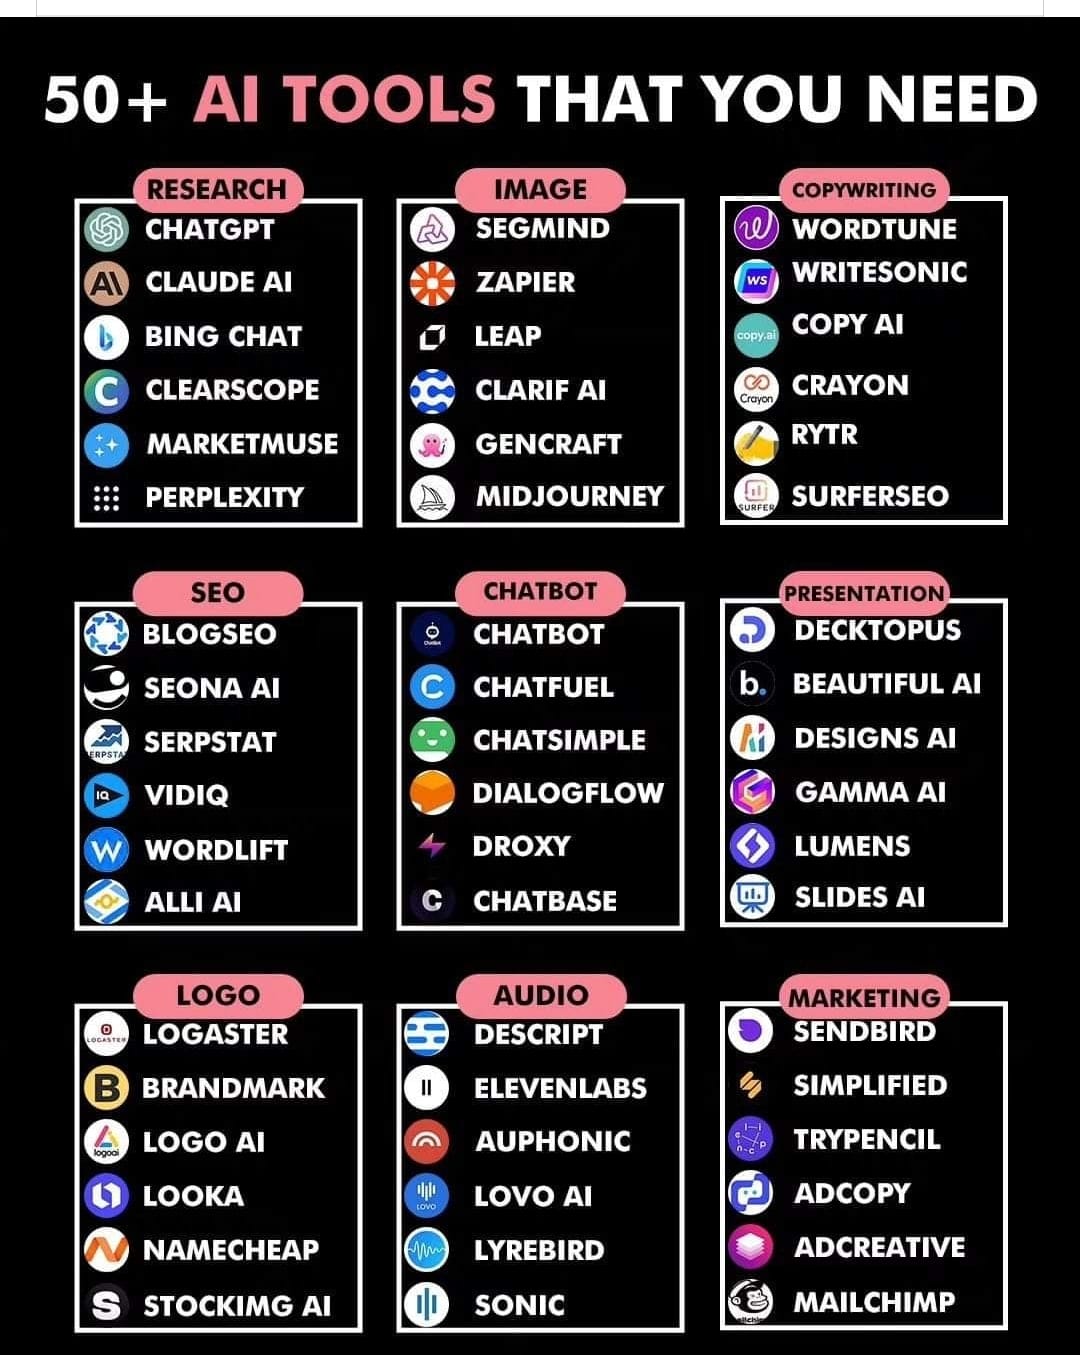 50+ AI TOOLS THAT YOU NEED
RESEARCH
CHATGPT
CLAUDE AI
BING CHAT
CLEARSCOPE
MARKETMUSE
PERPLEXITY
IMAGE
SEGMIND
ZAPIER
LEAP
CLARIF AI
GENCRAFT
MIDJOURNEY
COPYWRITING
WORDTUNE
WS WRITESONIC
copy.ai COPY AI
Crayon CRAYON
RYTR
SURFER SURFERSEO
SEO
BLOGSEO
SEONA AI
ERPSTA SERPSTAT
IQ VIDIQ
W WORDLIFT
ALLI AI
CHATBOT
ChatBot CHATBOT
C CHATFUEL
CHATSIMPLE
DIALOGFLOW
DROXY
C CHATBASE
PRESENTATION
DECKTOPUS
b. BEAUTIFUL AI
DESIGNS AI
GAMMA AI
LUMENS
SLIDES AI
LOGO
LOGASTER LOGASTER
B BRANDMARK
logoai LOGO AI
LOOKA
NAMECHEAP
S STOCKIMG AI
AUDIO
DESCRIPT
ELEVENLABS
AUPHONIC
LOVO LOVO AI
LYREBIRD
SONIC
MARKETING
SENDBIRD
SIMPLIFIED
TRYPENCIL
ADCOPY
ADCREATIVE
MAILCHIMP